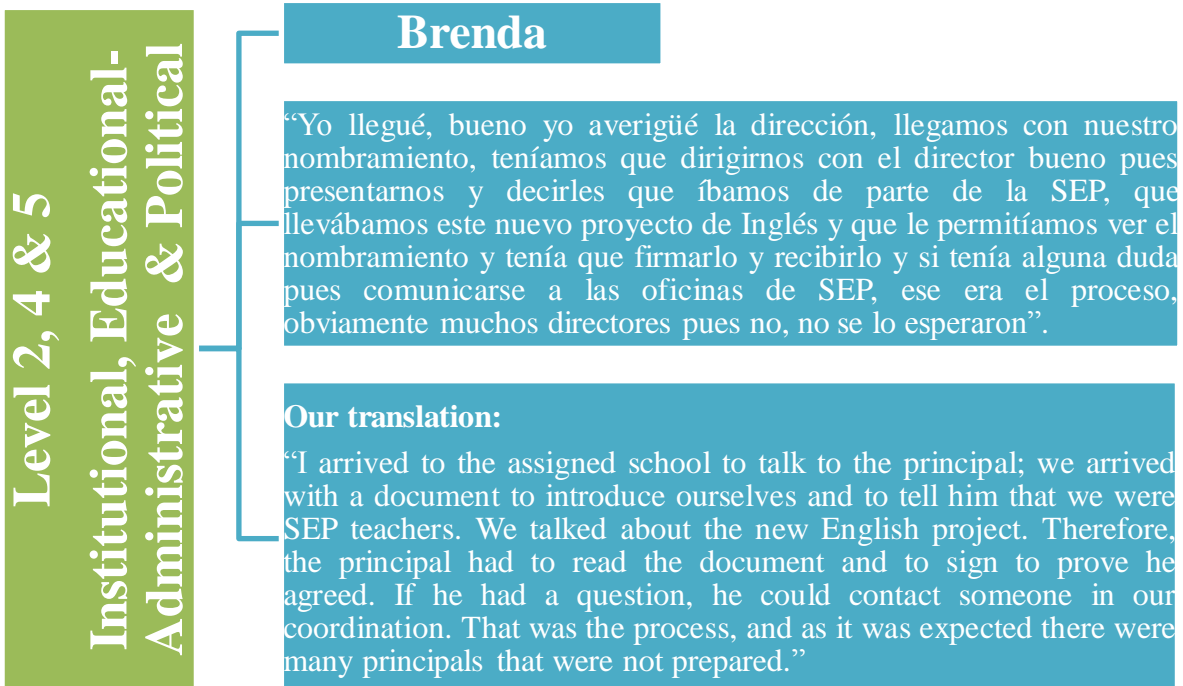 Level 2, 4 & 5
Institutional, Educational-
Administrative & Political
Brenda
“Yo llegué, bueno yo averigüé la dirección, llegamos con nuestro
nombramiento, teníamos que dirigirnos con el director bueno pues
presentarnos y decirles que íbamos de parte de la SEP, que
llevábamos este nuevo proyecto de Inglés y que le permitíamos ver el
nombramiento y tenía que firmarlo y recibirlo y si tenía alguna duda
pues comunicarse a las oficinas de SEP, ese era el proceso,
obviamente muchos directores pues no, no se lo esperaron”.
Our translation:
“I arrived to the assigned school to talk to the principal; we arrived
with a document to introduce ourselves and to tell him that we were
SEP teachers. We talked about the new English project. Therefore,
the principal had to read the document and to sign to prove he
agreed. If he had a question, he could contact someone in our
coordination. That was the process, and as it was expected there were
many principals that were not prepared.”